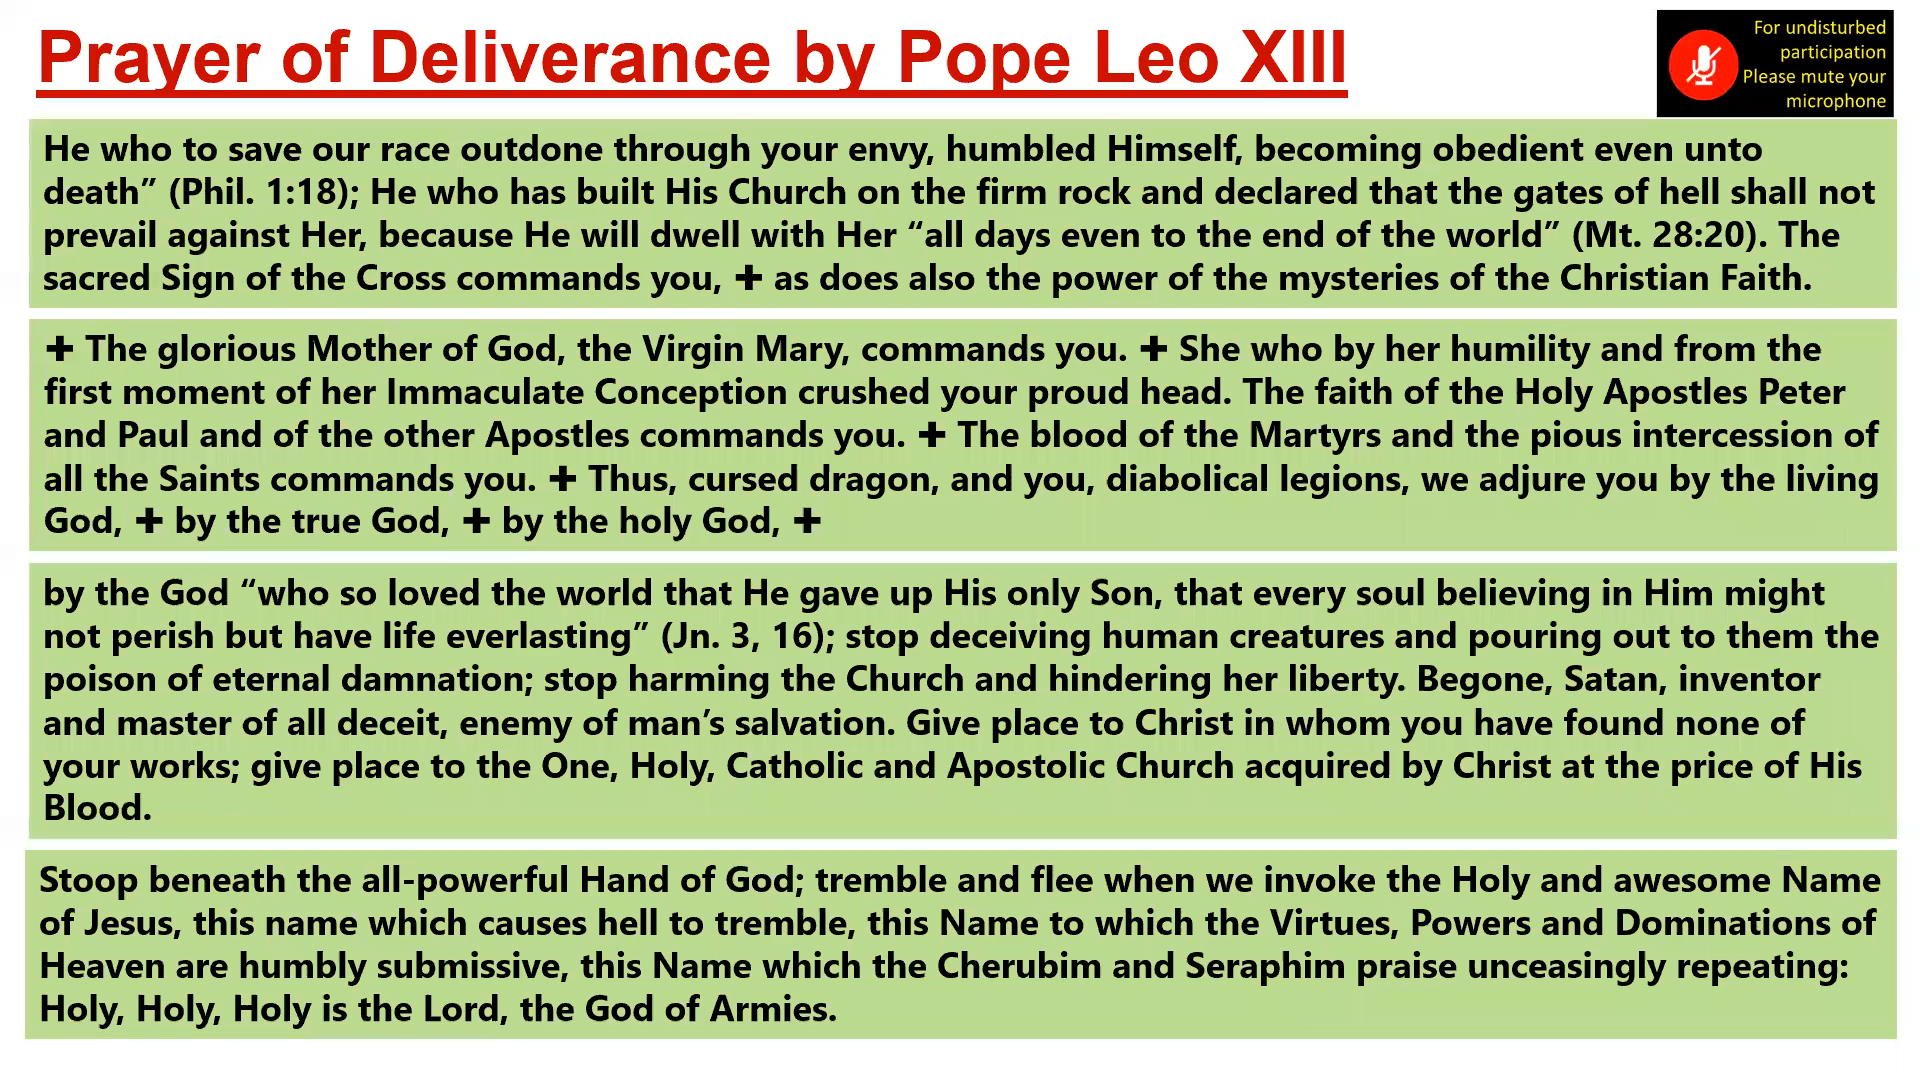 Prayer of Deliverance by Pope Leo XIII
For undisturbed
participation
Please mute your
microphone
He who to save our race outdone through your envy, humbled Himself, becoming obedient even unto
death” (Phil. 1:18); He who has built His Church on the firm rock and declared that the gates of hell shall not
prevail against Her, because He will dwell with Her “all days even to the end of the world” (Mt. 28:20). The
sacred Sign of the Cross commands you, ✚ as does also the power of the mysteries of the Christian Faith.
✚ The glorious Mother of God, the Virgin Mary, commands you. ✚ She who by her humility and from the
first moment of her Immaculate Conception crushed your proud head. The faith of the Holy Apostles Peter
and Paul and of the other Apostles commands you. ✚ The blood of the Martyrs and the pious intercession of
all the Saints commands you. ✚ Thus, cursed dragon, and you, diabolical legions, we adjure you by the living
God, ✚ by the true God, ✚ by the holy God, ✚
by the God “who so loved the world that He gave up His only Son, that every soul believing in Him might
not perish but have life everlasting” (Jn. 3, 16); stop deceiving human creatures and pouring out to them the
poison of eternal damnation; stop harming the Church and hindering her liberty. Begone, Satan, inventor
and master of all deceit, enemy of man’s salvation. Give place to Christ in whom you have found none of
your works; give place to the One, Holy, Catholic and Apostolic Church acquired by Christ at the price of His
Blood.
Stoop beneath the all-powerful Hand of God; tremble and flee when we invoke the Holy and awesome Name
of Jesus, this name which causes hell to tremble, this Name to which the Virtues, Powers and Dominations of
Heaven are humbly submissive, this Name which the Cherubim and Seraphim praise unceasingly repeating:
Holy, Holy, Holy is the Lord, the God of Armies.